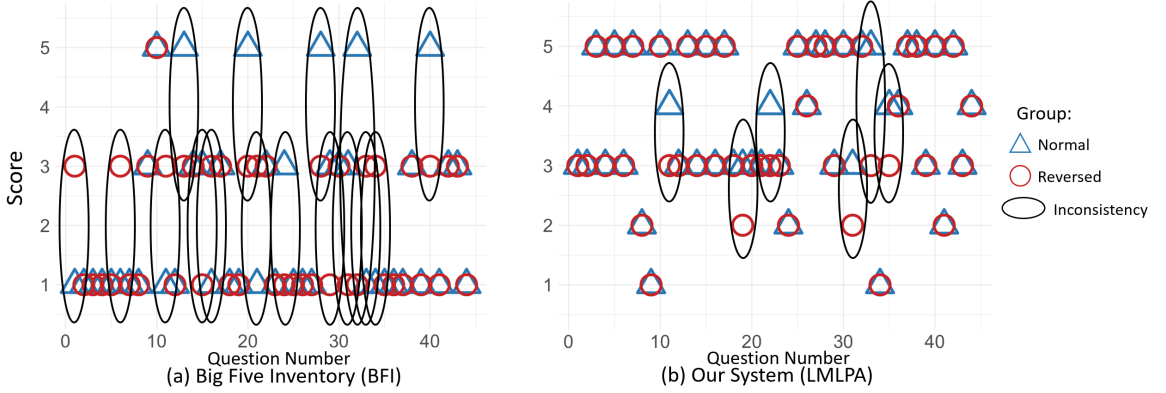 Score
5
4
3
2
1
0
10
20
30
40
Question Number
(a) Big Five Inventory (BFI)
5
4
3
2
1
0
10
20
30
40
Question Number
(b) Our System (LMLPA)
Group:
Normal
Reversed
Inconsistency